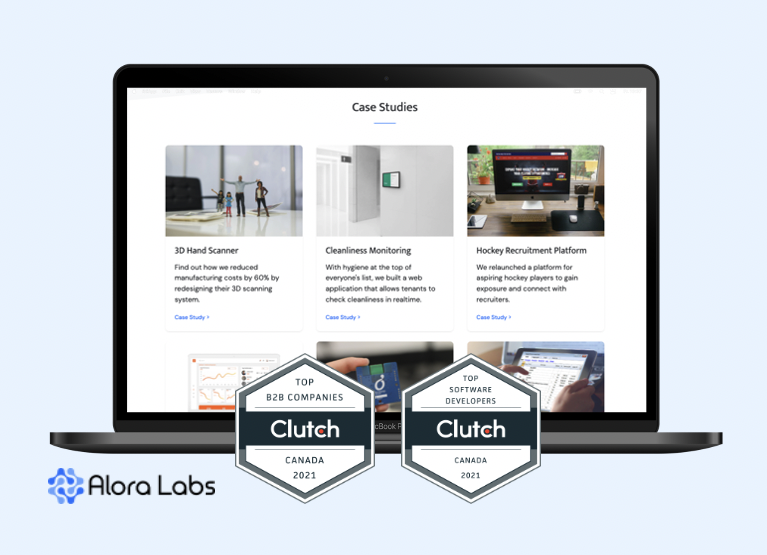 Case Studies
3D Hand Scanner
Find out how we reduced
manufacturing costs by 60% by
redesigning their 3D scanning
system.
Case Study >
Cleanliness Monitoring
With hygiene at the top of
everyone's list, we built a web
application that allows tenants to
check cleanliness in realtime.
Case Study >
Hockey Recruitment Platform
We relaunched a platform for
aspiring hockey players to gain
exposure and connect with
recruiters.
Case Study >
TOP
B2B COMPANIES
Clutch
CANADA
2021
TOP
SOFTWARE
DEVELOPERS
Clutch
CANADA
2021
Alora Labs